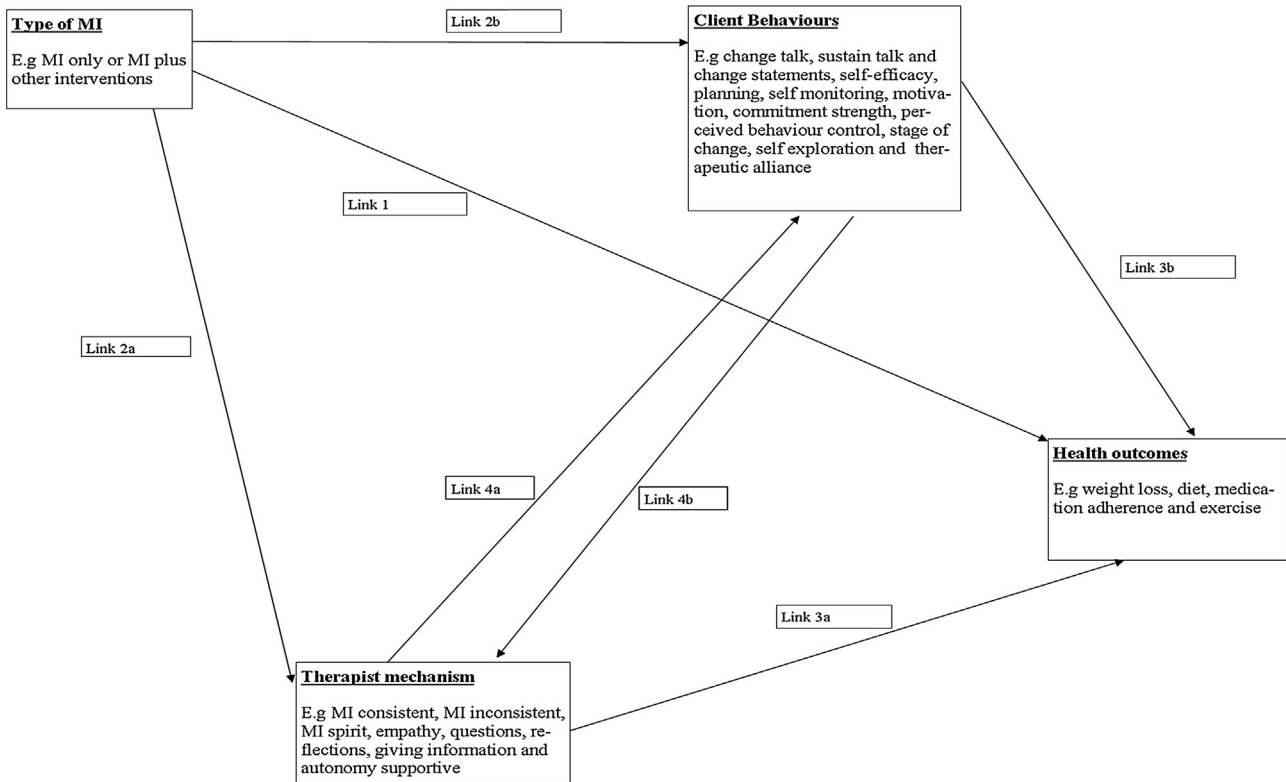 Type of MI
E.g MI only or MI plus
other interventions
Link 2b
Client Behaviours
E.g change talk, sustain talk and
change statements, self-efficacy,
planning, self monitoring, motiva-
tion, commitment strength, per-
ceived behaviour control, stage of
change, self exploration and  ther-
apeutic alliance
Link 1
Link 3b
Link 2a
Link 4a
Link 4b
Health outcomes
E.g weight loss, diet, medica-
tion adherence and exercise
Link 3a
Therapist mechanism
E.g MI consistent, MI inconsistent,
MI spirit, empathy, questions, re-
flections, giving information and
autonomy supportive